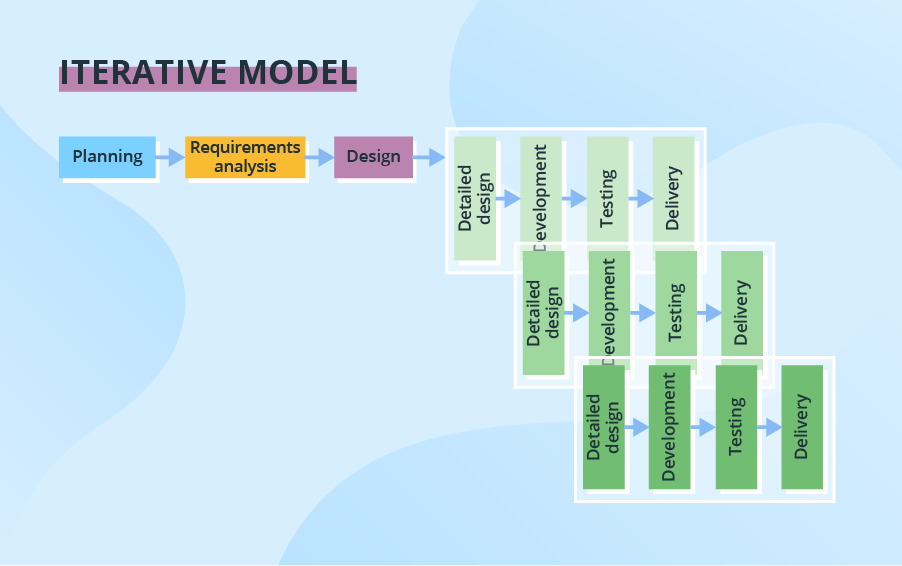 ITERATIVE MODEL
Planning
Requirements
analysis
Design
Detailed
design
Development
Testing
Delivery
Detailed
design
Development
Testing
Delivery
Detailed
design
Development
Testing
Delivery